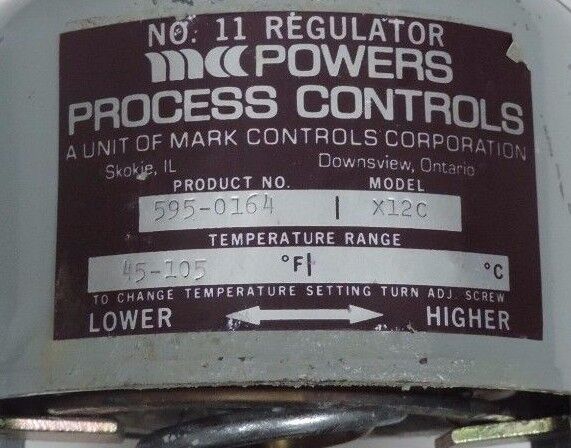 NO. 11 REGULATOR
mcc POWERS
PROCESS CONTROLS
A UNIT OF MARK CONTROLS CORPORATION
Skokie, IL Downsview, Ontario
PRODUCT NO. MODEL
595-0164 X12C
TEMPERATURE RANGE
45-105 °F °C
TO CHANGE TEMPERATURE SETTING TURN ADJ. SCREW
LOWER HIGHER